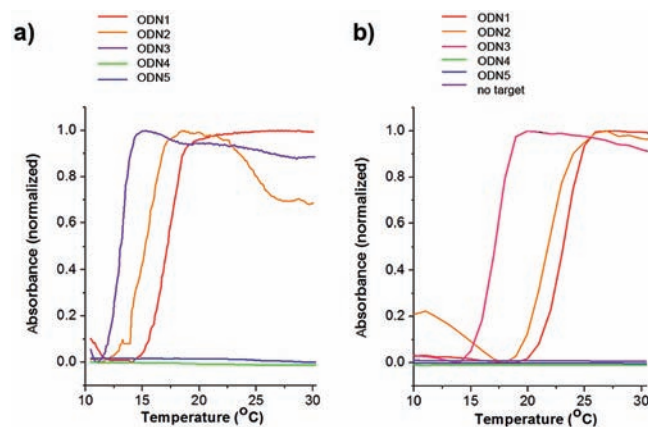 a)
ODN1
ODN2
ODN3
ODN4
ODN5
Absorbance (normalized)
1.0
0.8
0.6
0.4
0.2
0.0
10 15 20 25 30
Temperature (°C)
b)
ODN1
ODN2
ODN3
ODN4
ODN5
no target
Absorbance (normalized)
1.0
0.8
0.6
0.4
0.2
0.0
10 15 20 25 30
Temperature (°C)